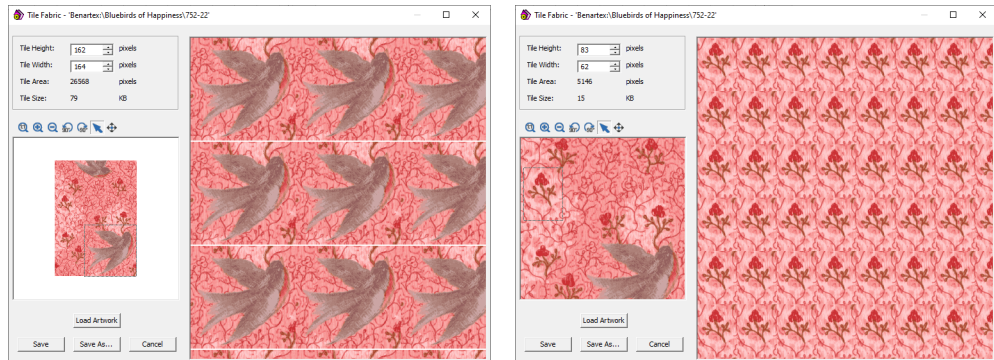 Tile Fabric - 'Benartex:\Bluebirds of Happiness\752-22'
Tile Height: 162 pixels
Tile Width: 164 pixels
Tile Area: 26568 pixels
Tile Size: 79 KB
Load Artwork
Save Save As... Cancel
Tile Fabric - 'Benartex:\Bluebirds of Happiness\752-22'
Tile Height: 83 pixels
Tile Width: 62 pixels
Tile Area: 5146 pixels
Tile Size: 15 KB
Load Artwork
Save Save As... Cancel